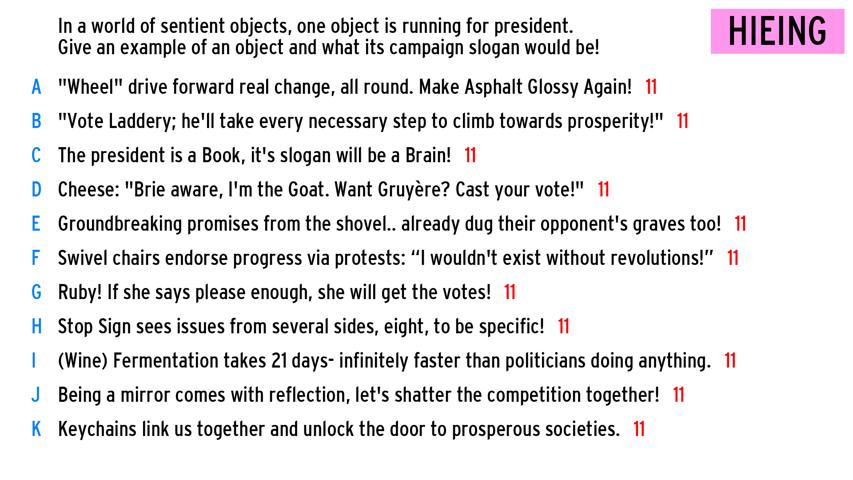 In a world of sentient objects, one object is running for president.
Give an example of an object and what its campaign slogan would be!
HIEING
A "Wheel" drive forward real change, all round. Make Asphalt Glossy Again! 11
B "Vote Laddery; he'll take every necessary step to climb towards prosperity!" 11
C The president is a Book, it's slogan will be a Brain! 11
D Cheese: "Brie aware, I'm the Goat. Want Gruyère? Cast your vote!" 11
E Groundbreaking promises from the shovel.. already dug their opponent's graves too! 11
F Swivel chairs endorse progress via protests: “I wouldn't exist without revolutions!” 11
G Ruby! If she says please enough, she will get the votes! 11
H Stop Sign sees issues from several sides, eight, to be specific! 11
I (Wine) Fermentation takes 21 days- infinitely faster than politicians doing anything. 11
J Being a mirror comes with reflection, let's shatter the competition together! 11
K Keychains link us together and unlock the door to prosperous societies. 11